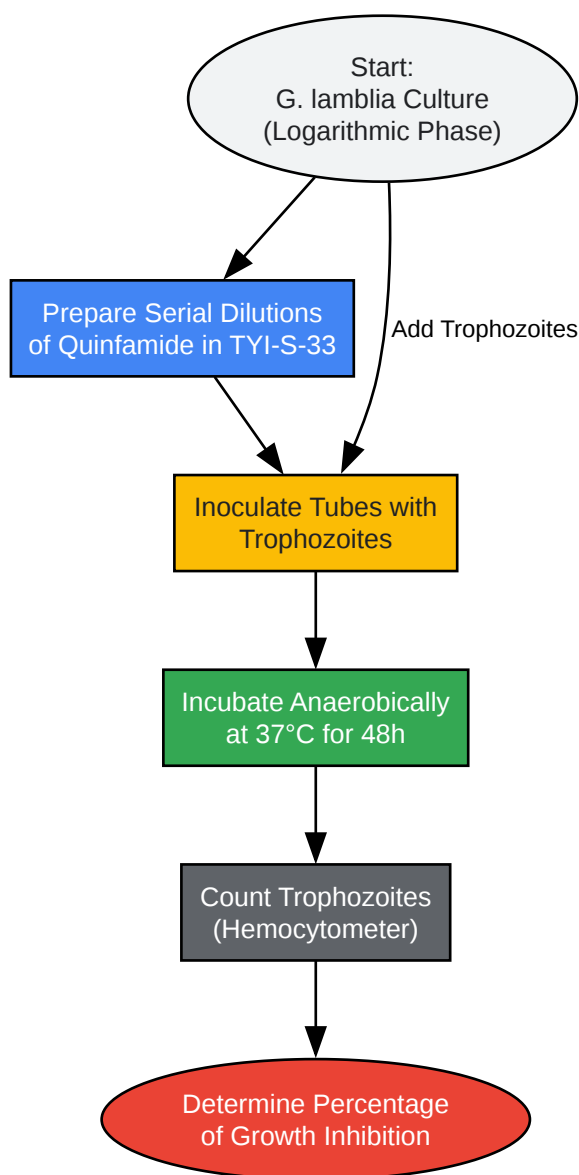 Start:
G. lamblia Culture
(Logarithmic Phase)
Prepare Serial Dilutions
of Quinfamide in TYI-S-33
Add Trophozoites
Inoculate Tubes with
Trophozoites
Incubate Anaerobically
at 37°C for 48h
Count Trophozoites
(Hemocytometer)
Determine Percentage
of Growth Inhibition